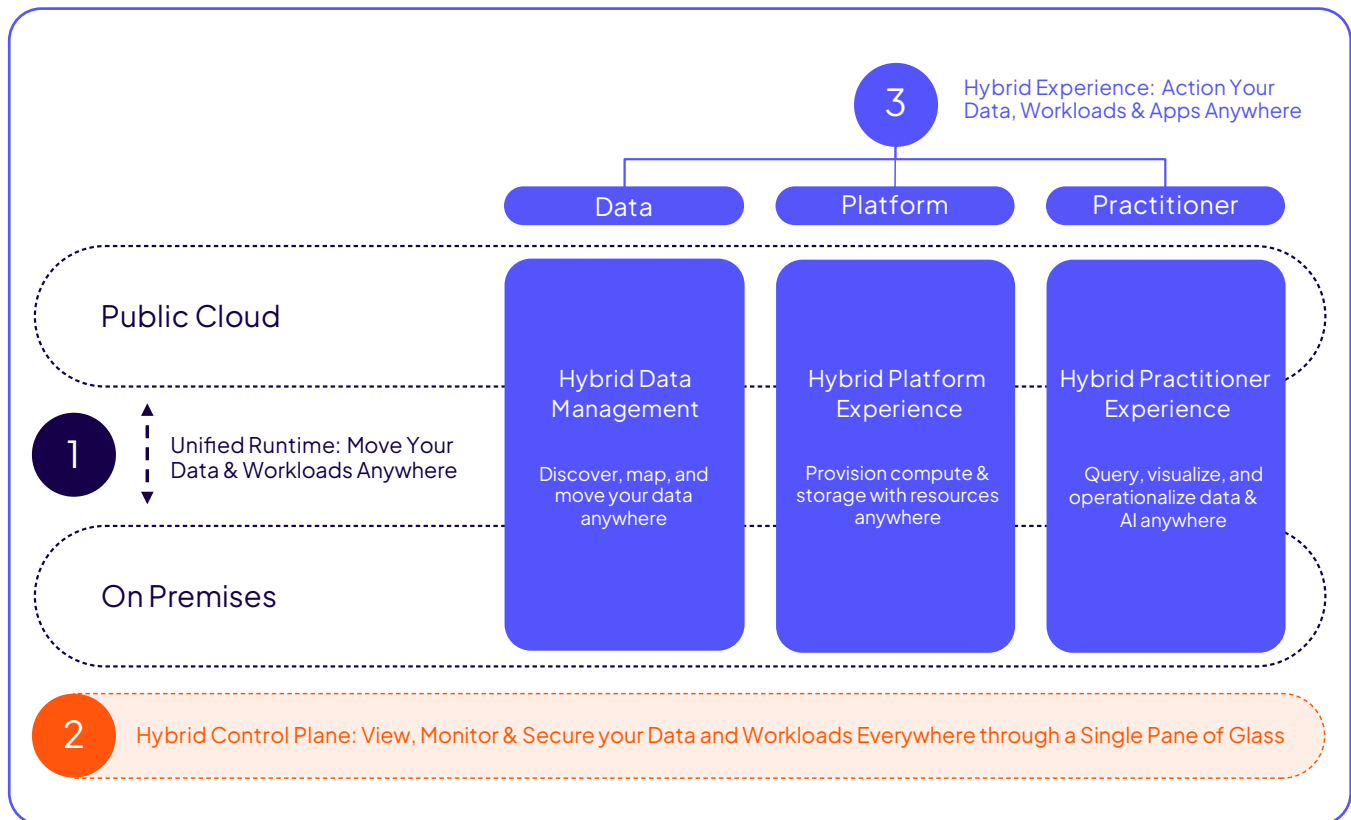 3
Hybrid Experience: Action Your
Data, Workloads & Apps Anywhere
Data
Platform
Practitioner
Public Cloud
Hybrid Data
Management
Discover, map, and
move your data
anywhere
Hybrid Platform
Experience
Provision compute &
storage with resources
anywhere
Hybrid Practitioner
Experience
Query, visualize, and
operationalize data &
AI anywhere
1
Unified Runtime: Move Your
Data & Workloads Anywhere
On Premises
2
Hybrid Control Plane: View, Monitor & Secure your Data and Workloads Everywhere through a Single Pane of Glass